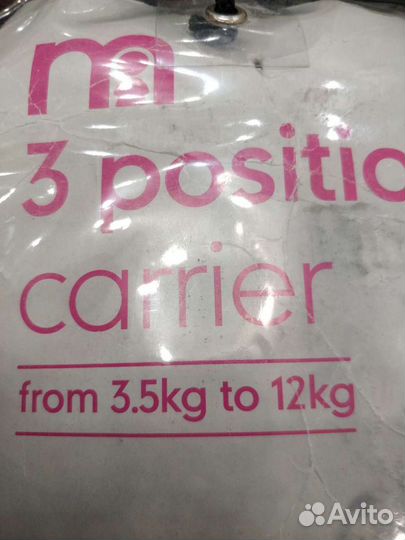 m
3 positio
carrier
from 3.5kg to 12kg
Avito